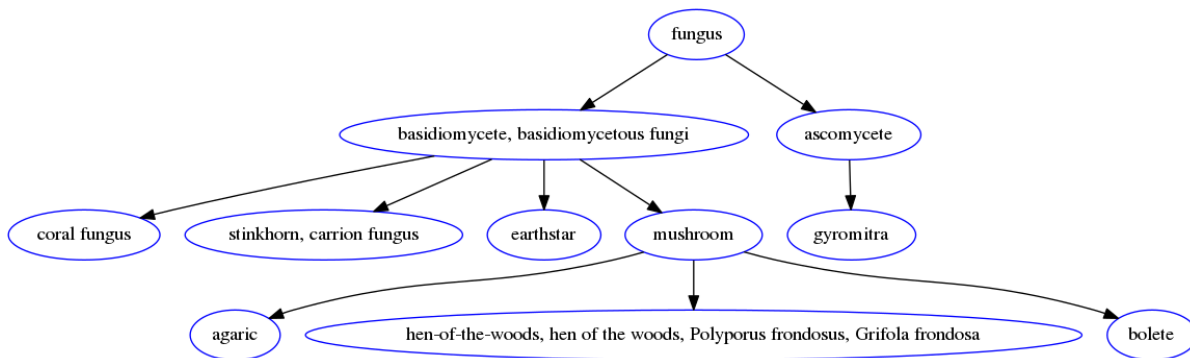 fungus
basidiomycete, basidiomycetous fungi
ascomycete
coral fungus
stinkhorn, carrion fungus
earthstar
mushroom
gyromitra
agaric
hen-of-the-woods, hen of the woods, Polyporus frondosus, Grifola frondosa
bolete